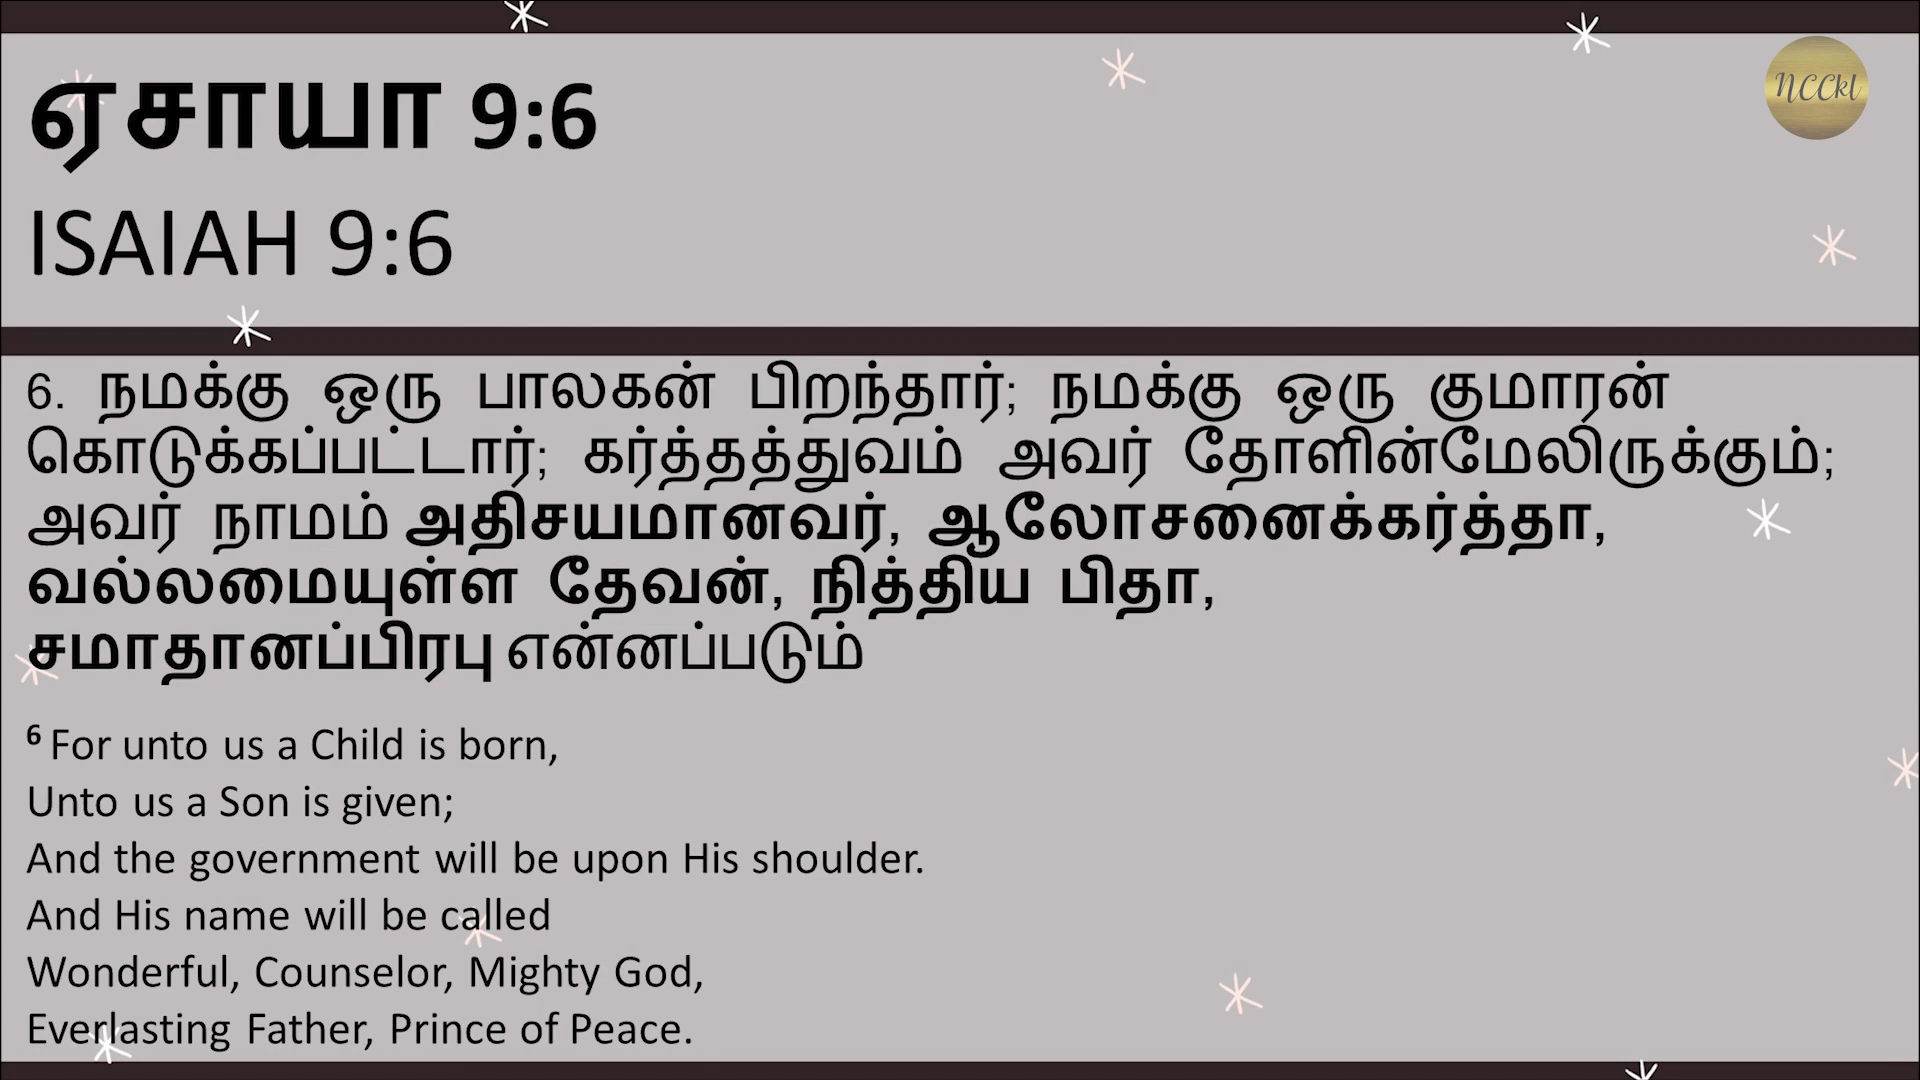 ஏசாயா 9:6
NCCkl
ISAIAH 9:6
6. நமக்கு ஒரு பாலகன் பிறந்தார்; நமக்கு ஒரு குமாரன்
கொடுக்கப்பட்டார்; கர்த்தத்துவம் அவர் தோளின்மேலிருக்கும்;
அவர் நாமம் அதிசயமானவர், ஆலோசனைக்கர்த்தா,
வல்லமையுள்ள தேவன், நித்திய பிதா,
சமாதானப்பிரபு என்னப்படும்
6 For unto us a Child is born,
Unto us a Son is given;
And the government will be upon His shoulder.
And His name will be called
Wonderful, Counselor, Mighty God,
Everlasting Father, Prince of Peace.